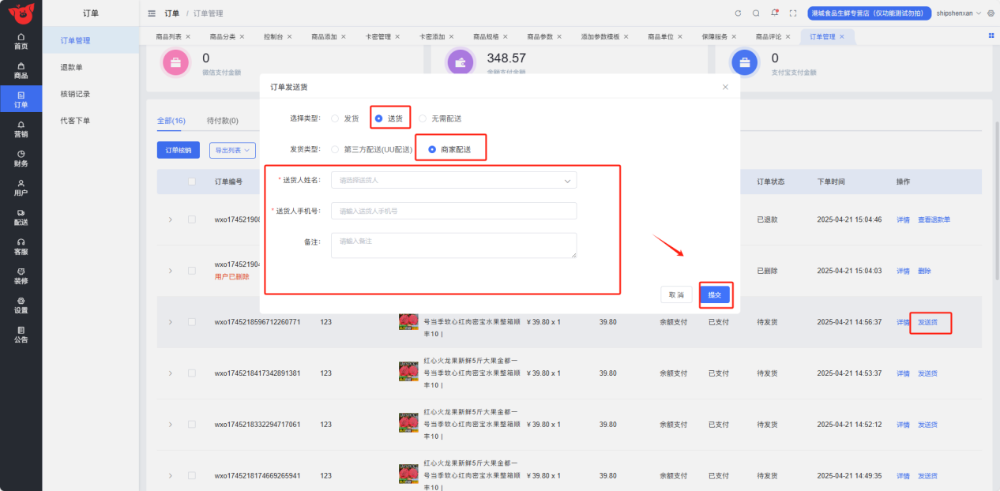 订单
订单 / 订单管理
港城食品生鲜专营店（仅功能测试勿拍）
shipshenxan
首页
商品
订单
营销
财务
用户
配送
客服
装修
设置
公告
订单管理
退款单
核销记录
代客下单
商品列表 × 商品分类 × 控制台 × 商品添加 × 卡密管理 × 卡密添加 × 商品规格 × 商品参数 × 添加参数模板 × 商品单位 × 保障服务 × 商品评论 × 订单管理 ×
0
微信支付金额
348.57
余额支付金额
0
支付宝支付金额
全部(16) 待付款(0)
订单核销 导出列表
订单发送货 ×
选择类型： 发货 送货 无需配送
发货类型： 第三方配送(UU配送) 商家配送
* 送货人姓名： 请选择送货人
* 送货人手机号： 请输入送货人手机号
备注： 请输入备注
取消 提交
订单编号 订单状态 下单时间 操作
wxo174521908 已退款 2025-04-21 15:04:46 详情 查看退款单
wxo174521904 已删除 2025-04-21 15:04:03 详情 删除
用户已删除
wxo1745218596712260771 123 号当季软心红肉密宝水果整箱顺 ¥ 39.80 x 1 39.80 余额支付 已支付 待发货 2025-04-21 14:56:37 详情 发送货
丰10 |
红心火龙果新鲜5斤大果金都一
wxo1745218417342891381 123 号当季软心红肉密宝水果整箱顺 ¥ 39.80 x 1 39.80 余额支付 已支付 待发货 2025-04-21 14:53:37 详情 发送货
丰10 |
红心火龙果新鲜5斤大果金都一
wxo1745218332294717061 123 号当季软心红肉密宝水果整箱顺 ¥ 39.80 x 1 39.80 余额支付 已支付 待发货 2025-04-21 14:52:12 详情 发送货
丰10 |
红心火龙果新鲜5斤大果金都一
wxo1745218174669265941 123 号当季软心红肉密宝水果整箱顺 ¥ 39.80 x 1 39.80 余额支付 已支付 待发货 2025-04-21 14:49:35 详情 发送货
丰10 |